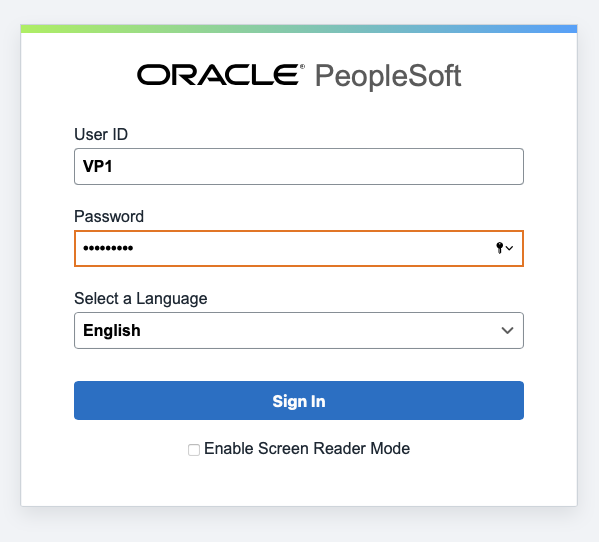 ORACLE® PeopleSoft
User ID
VP1
Password
•••••••••
Select a Language
English
Sign In
Enable Screen Reader Mode